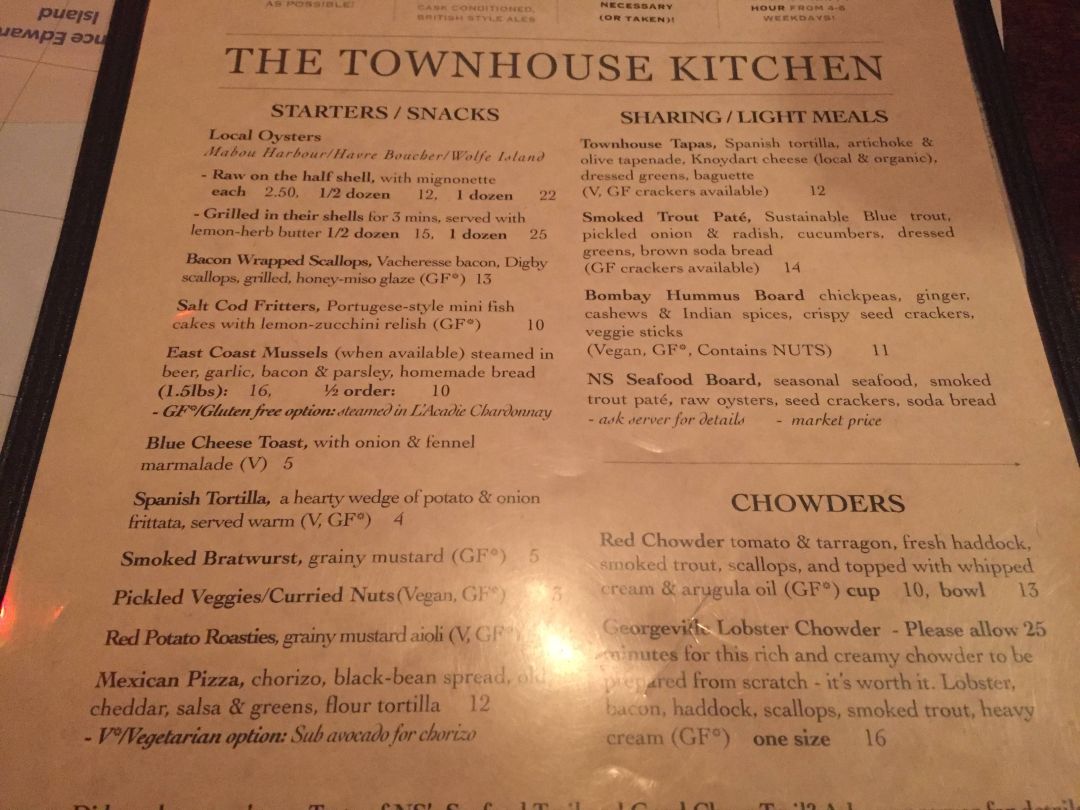 Island
nce Edwar
AS POSSIBLE!
CASK CONDITIONED,
BRITISH STYLE ALES
NECESSARY
(OR TAKEN)!
HOUR FROM 4-6
WEEKDAYS!
THE TOWNHOUSE KITCHEN
STARTERS / SNACKS
Local Oysters
Mabou Harbour/Havre Boucher/Wolfe Island
- Raw on the half shell, with mignonette
each 2.50, 1/2 dozen 12, 1 dozen 22
- Grilled in their shells for 3 mins, served with
lemon-herb butter 1/2 dozen 15, 1 dozen 25
Bacon Wrapped Scallops, Vacheresse bacon, Digby
scallops, grilled, honey-miso glaze (GF*) 13
Salt Cod Fritters, Portugese-style mini fish
cakes with lemon-zucchini relish (GF*) 10
East Coast Mussels (when available) steamed in
beer, garlic, bacon & parsley, homemade bread
(1.5lbs): 16, ½ order: 10
- GF*/Gluten free option: steamed in L'Acadie Chardonnay
Blue Cheese Toast, with onion & fennel
marmalade (V) 5
Spanish Tortilla, a hearty wedge of potato & onion
frittata, served warm (V, GF*) 4
Smoked Bratwurst, grainy mustard (GF*) 5
Pickled Veggies/Curried Nuts(Vegan, GF*) 3
Red Potato Roasties, grainy mustard aioli (V, GF*)
Mexican Pizza, chorizo, black-bean spread, old
cheddar, salsa & greens, flour tortilla 12
- V*/Vegetarian option: Sub avocado for chorizo
SHARING / LIGHT MEALS
Townhouse Tapas, Spanish tortilla, artichoke &
olive tapenade, Knoydart cheese (local & organic),
dressed greens, baguette
(V, GF crackers available) 12
Smoked Trout Paté, Sustainable Blue trout,
pickled onion & radish, cucumbers, dressed
greens, brown soda bread
(GF crackers available) 14
Bombay Hummus Board chickpeas, ginger,
cashews & Indian spices, crispy seed crackers,
veggie sticks
(Vegan, GF*, Contains NUTS) 11
NS Seafood Board, seasonal seafood, smoked
trout paté, raw oysters, seed crackers, soda bread
- ask server for details - market price
CHOWDERS
Red Chowder tomato & tarragon, fresh haddock,
smoked trout, scallops, and topped with whipped
cream & arugula oil (GF*) cup 10, bowl 13
Georgeville Lobster Chowder - Please allow 25
minutes for this rich and creamy chowder to be
prepared from scratch - it's worth it. Lobster,
bacon, haddock, scallops, smoked trout, heavy
cream (GF*) one size 16